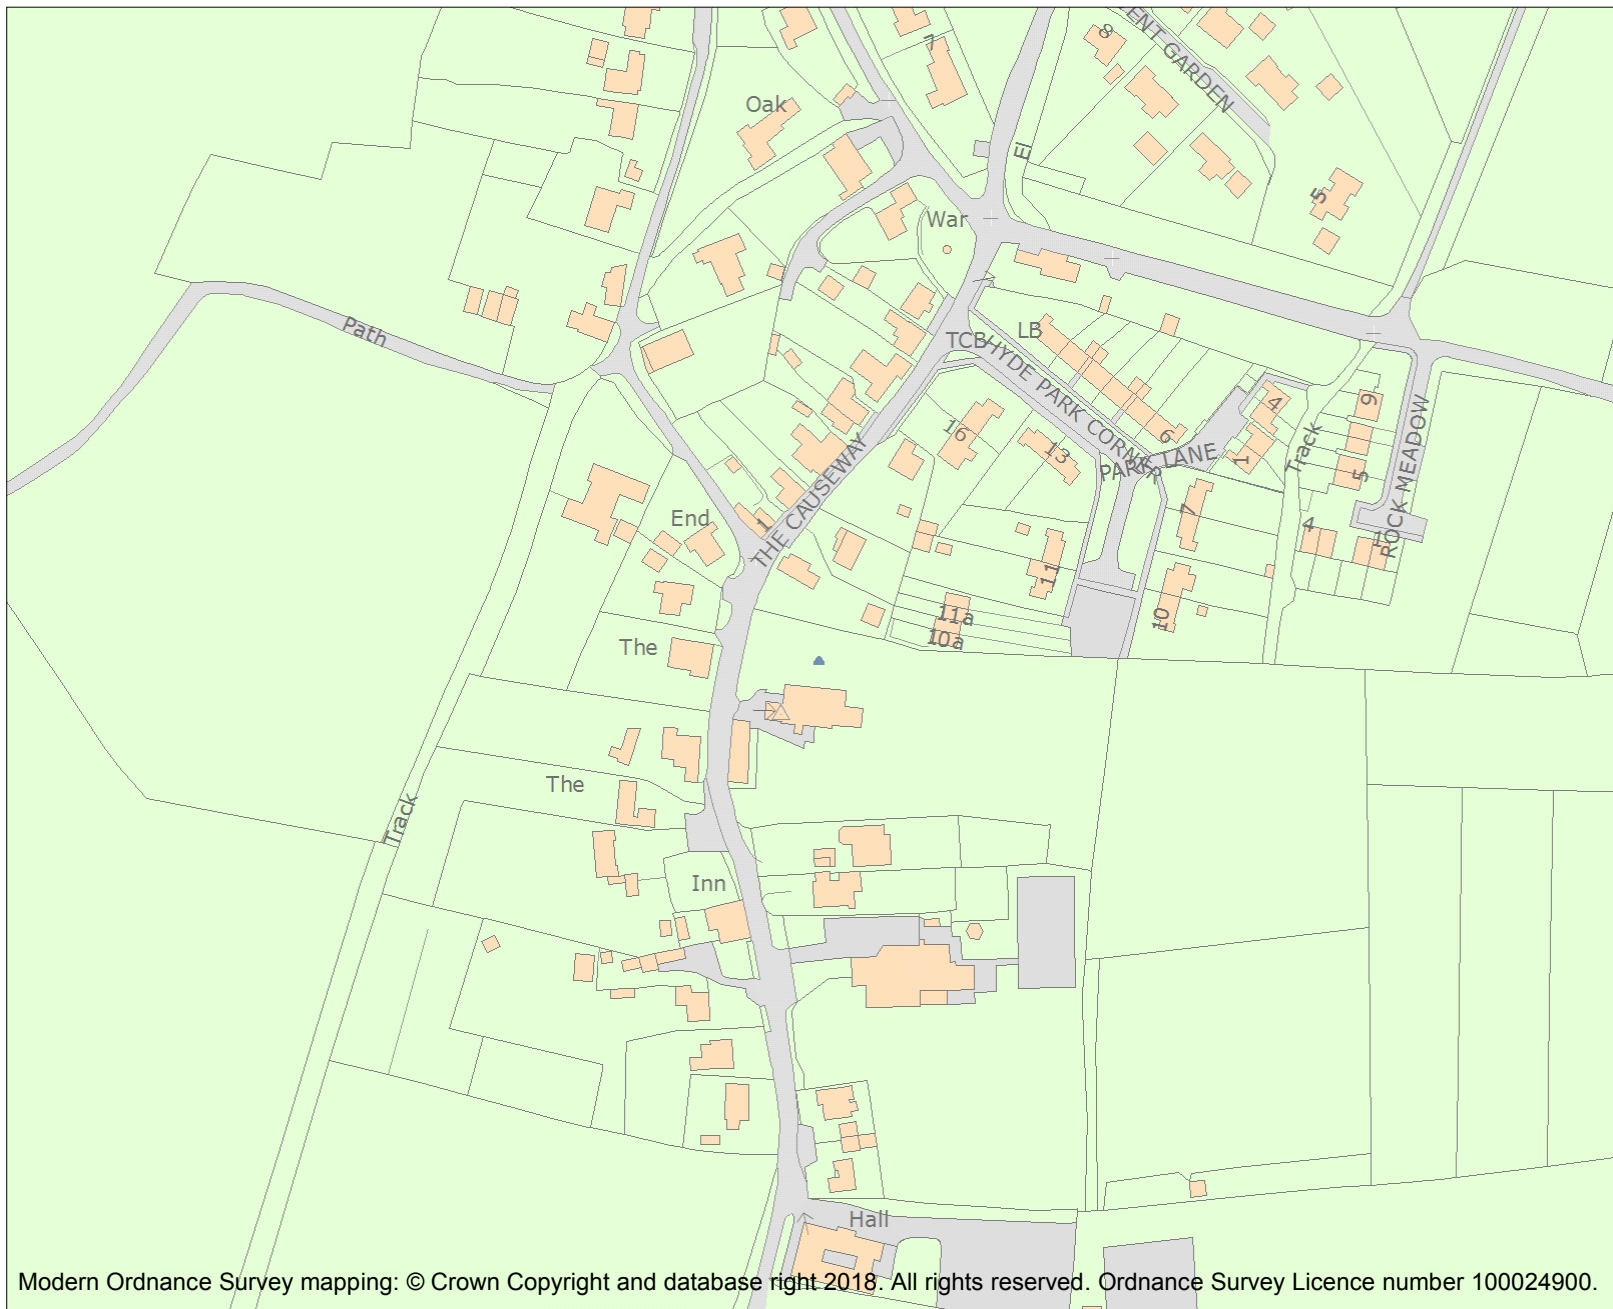 ENT GARDEN
8
7
Oak
El
5
War
Path
TCB
LB
HYDE PARK CORNER
4
9
16
13
6
1
Track
PARK LANE
5
ROCK MEADOW
THE CAUSEWAY
End
1
7
4
1
11
11a
10a
10
The
The
Track
Inn
Hall
Modern Ordnance Survey mapping: © Crown Copyright and database right 2018. All rights reserved. Ordnance Survey Licence number 100024900.